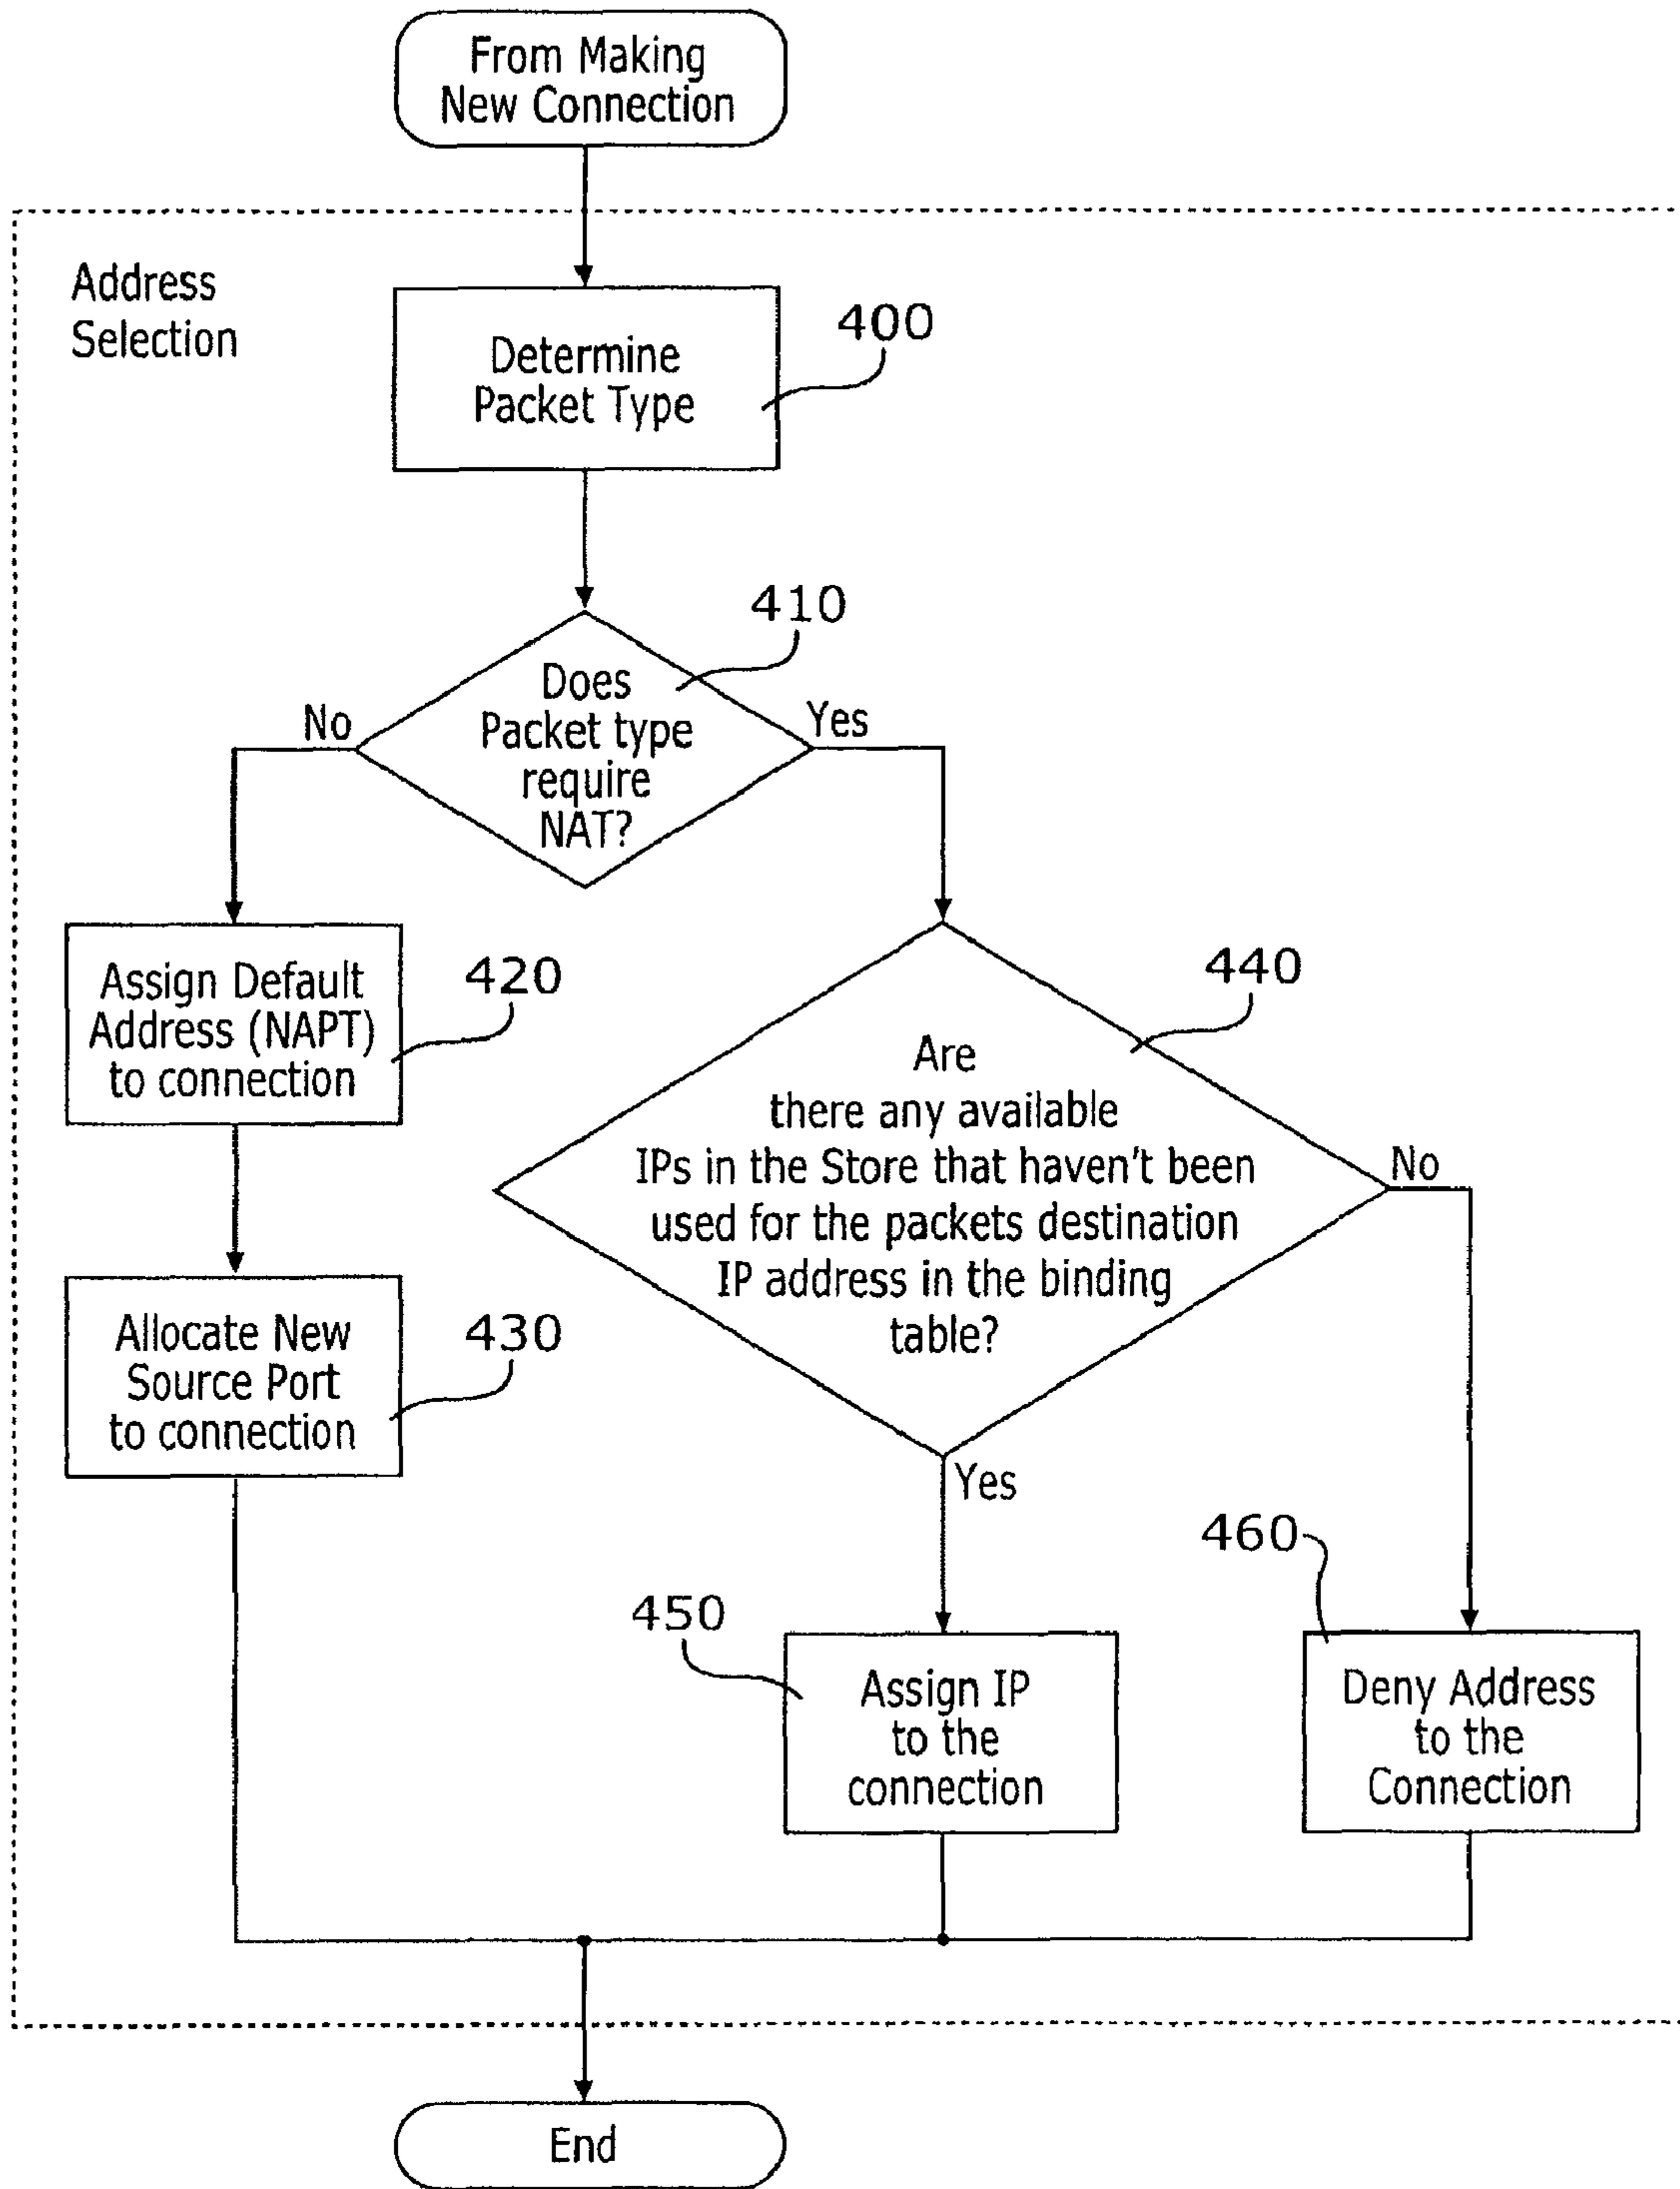 From Making
New Connection
Address
Selection
Determine
Packet Type
400
410
Does
Packet type
require
NAT?
No
Yes
Assign Default
Address (NAPT)
to connection
420
440
Are
there any available
IPs in the Store that haven't been
used for the packets destination
IP address in the binding
table?
No
Allocate New
Source Port
to connection
430
Yes
460
450
Assign IP
to the
connection
Deny Address
to the
Connection
End